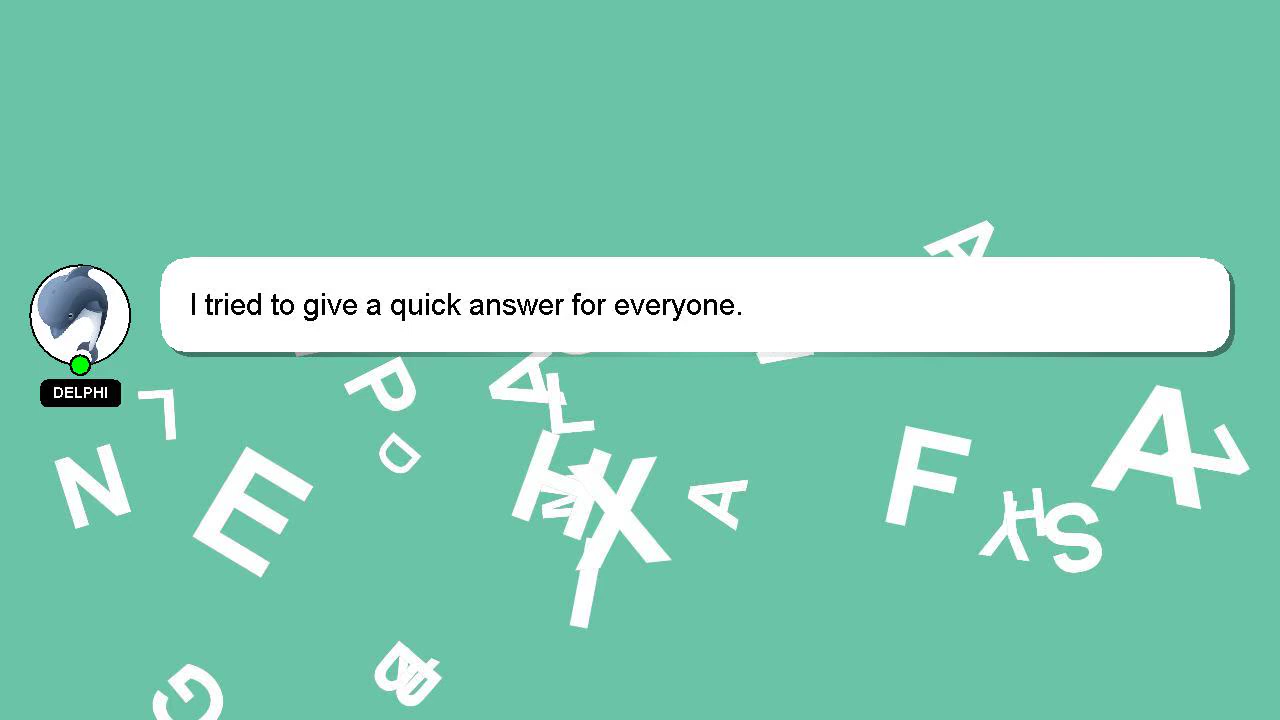 I tried to give a quick answer for everyone.
DELPHI
A
P
A
L
L
D
N
E
H
X
A
F
A
Z
H
S
I
G
B